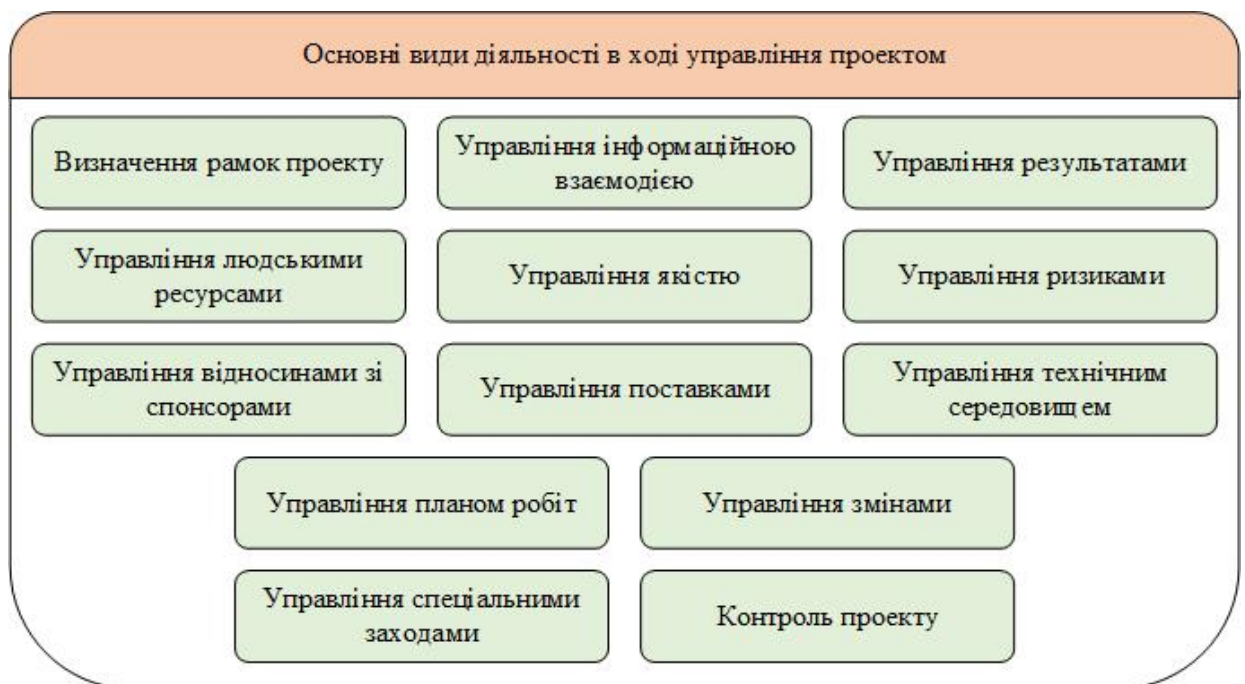 Основні види діяльності в ході управління проектом
Визначення рамок проекту
Управління інформаційною
взаємодією
Управління результатами
Управління людськими
ресурсами
Управління якістю
Управління ризиками
Управління відносинами зі
спонсорами
Управління поставками
Управління технічним
середовищем
Управління планом робіт
Управління змінами
Управління спеціальними
заходами
Контроль проекту